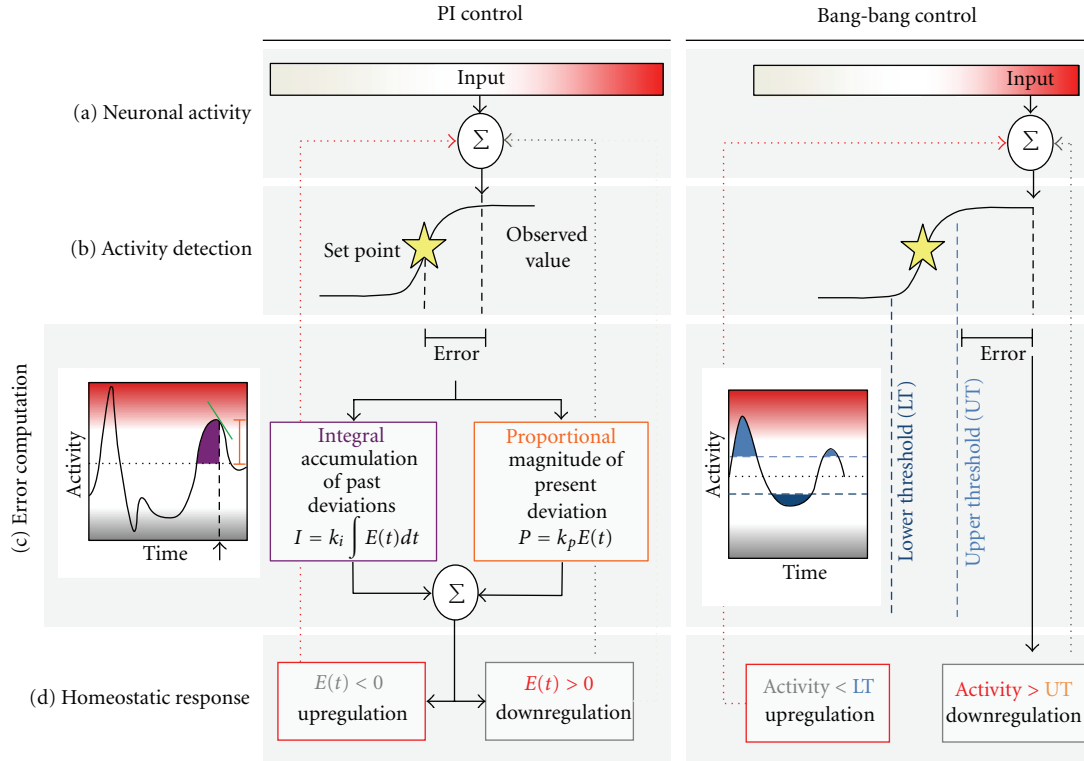 PI control
Bang-bang control
(a) Neuronal activity
Input
Σ
Input
Σ
(b) Activity detection
Set point
Observed
value
(c) Error computation
Error
Activity
Time
Integral
accumulation
of past
deviations
I = k_i ∫ E(t)dt
Proportional
magnitude of
present
deviation
P = k_p E(t)
Σ
Error
Activity
Time
Lower threshold (LT)
Upper threshold (UT)
(d) Homeostatic response
E(t) < 0
upregulation
E(t) > 0
downregulation
Activity < LT
upregulation
Activity > UT
downregulation